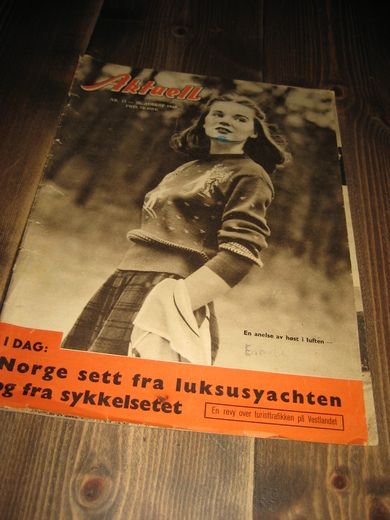 Aktuell
En anelse av høst i luften —
I DAG:
Norge sett fra luksusyachten
og fra sykkelsetet
En revy over turisttrafikken på Vestlandet